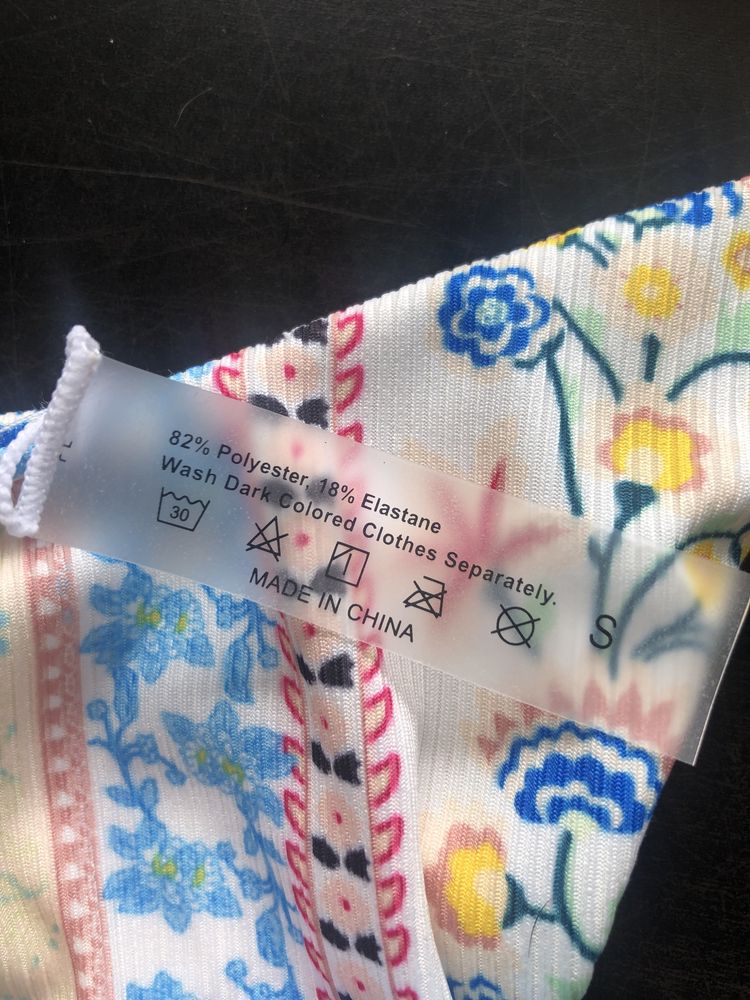 82% Polyester, 18% Elastane
Wash Dark Colored Clothes Separately.
30
MADE IN CHINA
S